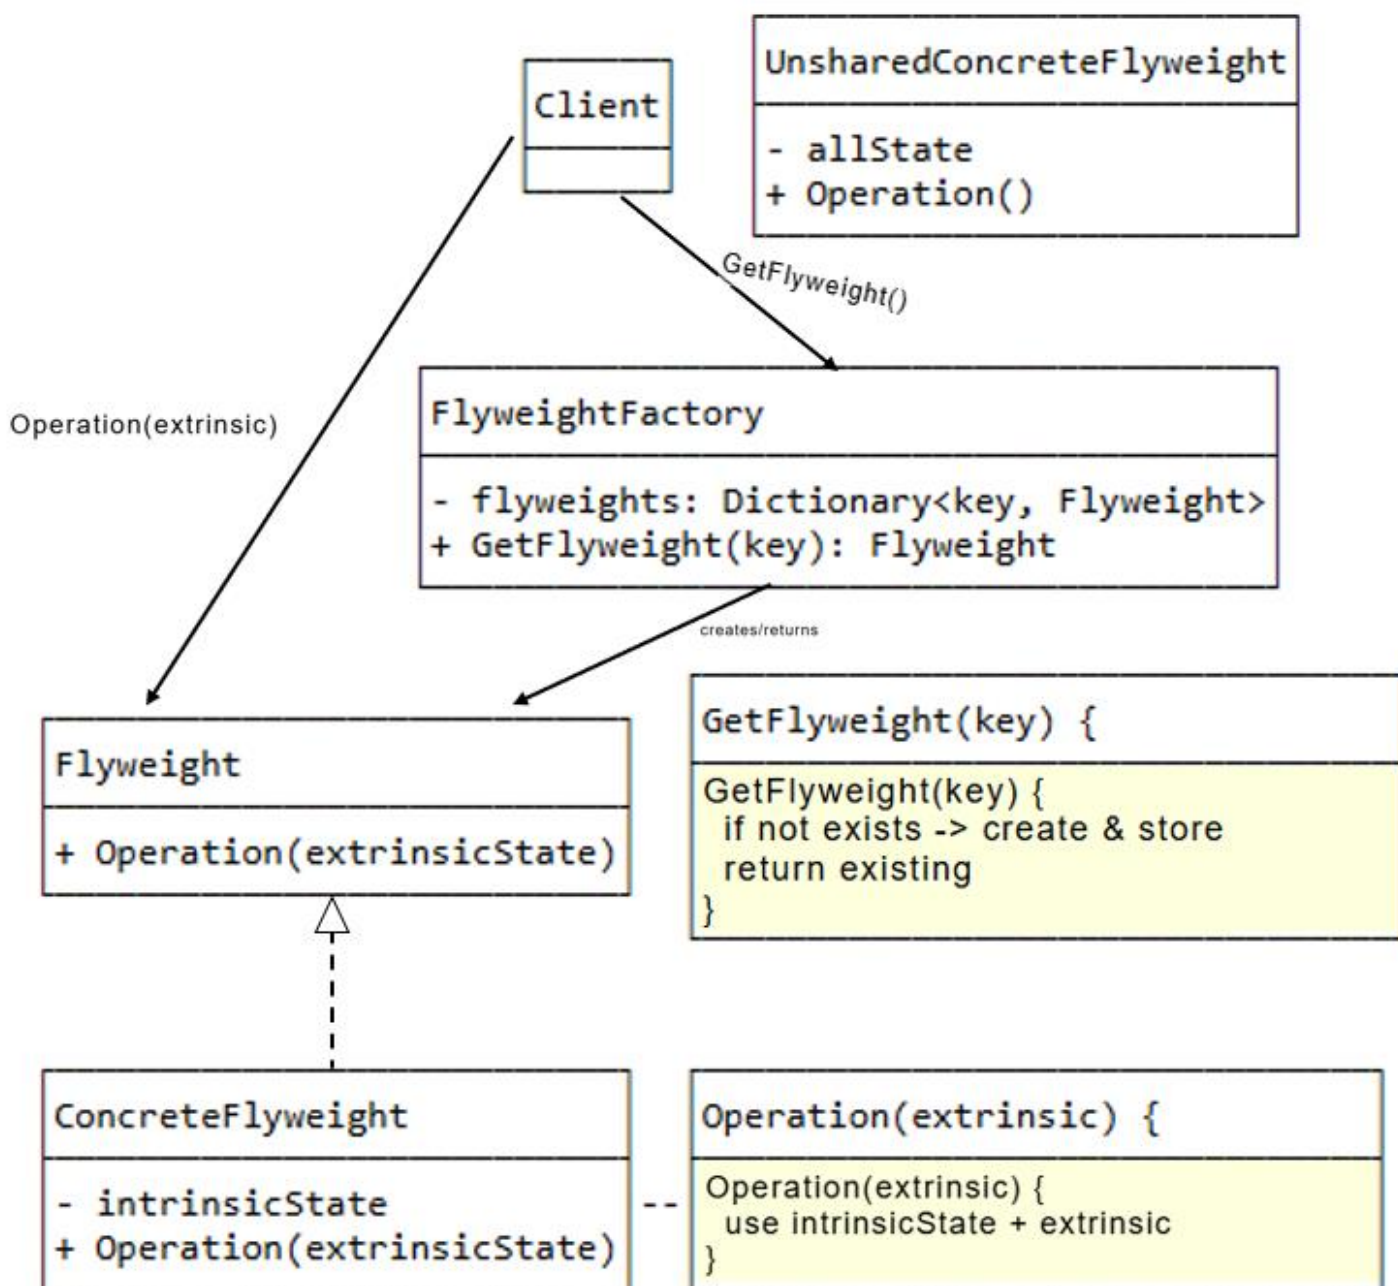 Client
UnsharedConcreteFlyweight
- allState
+ Operation()
GetFlyweight()
Operation(extrinsic)
FlyweightFactory
- flyweights: Dictionary<key, Flyweight>
+ GetFlyweight(key): Flyweight
creates/returns
Flyweight
+ Operation(extrinsicState)
GetFlyweight(key) {
GetFlyweight(key) {
if not exists -> create & store
return existing
}
ConcreteFlyweight
- intrinsicState
+ Operation(extrinsicState)
--
Operation(extrinsic) {
Operation(extrinsic) {
use intrinsicState + extrinsic
}